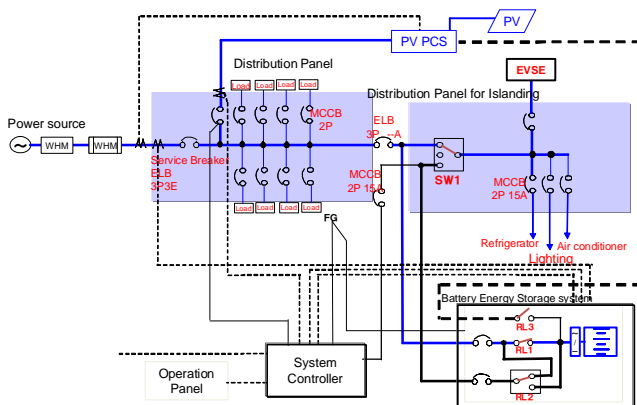 PV
PV PCS
Distribution Panel
EVSE
Load Load Load Load
Distribution Panel for Islanding
MCCB
2P
ELB
3P --A
Power source
WHM
WHM
Service Breaker
ELB
3P3E
MCCB
2P 15A
SW1
MCCB
2P 15A
Load Load Load Load
FG
Refrigerator
Lighting
Air conditioner
Battery Energy Storage system
RL3
RL1
RL2
System
Controller
Operation
Panel